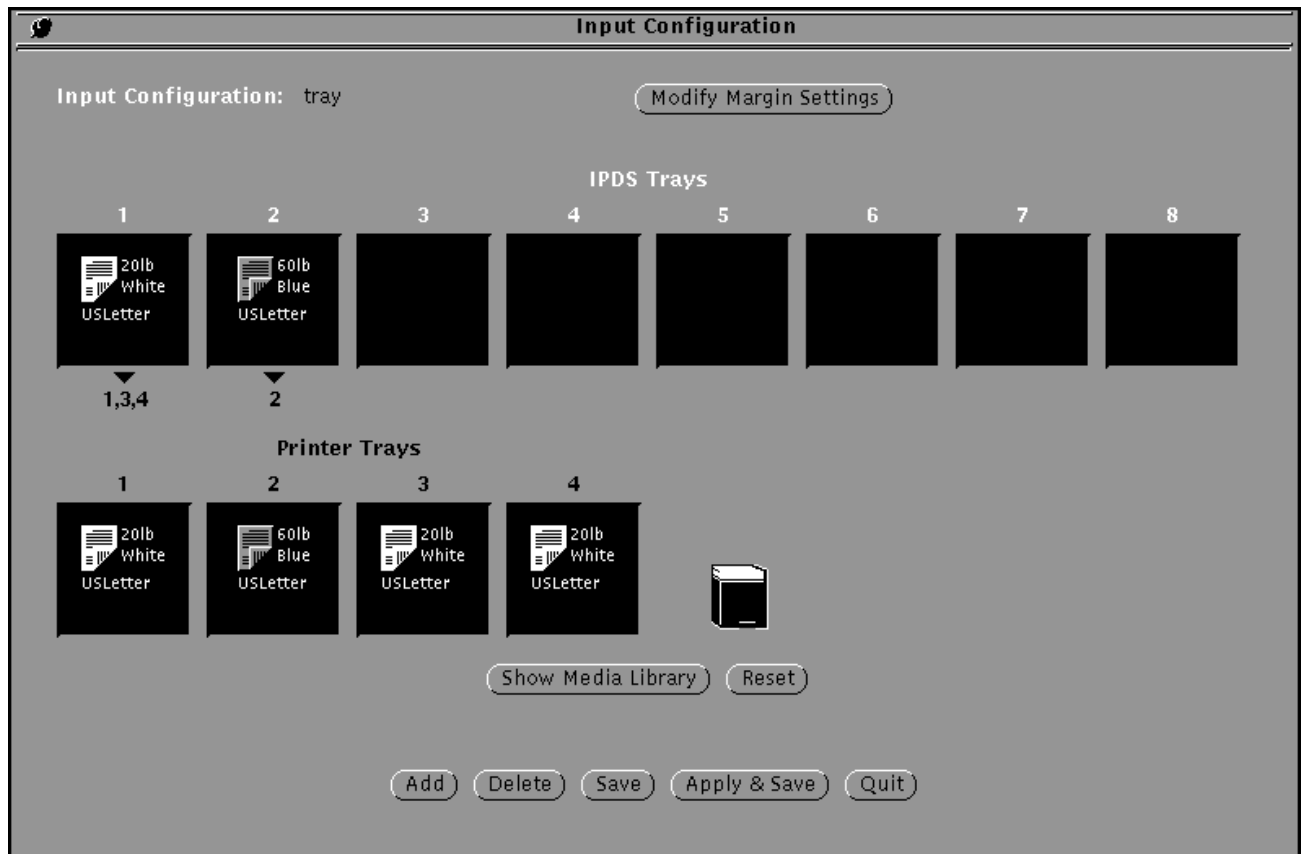 Input Configuration
Input Configuration: tray
Modify Margin Settings
IPDS Trays
1 2 3 4 5 6 7 8
20lb White USLetter
60lb Blue USLetter
1,3,4 2
Printer Trays
1 2 3 4
20lb White USLetter
60lb Blue USLetter
20lb White USLetter
20lb White USLetter
Show Media Library Reset
Add Delete Save Apply & Save Quit